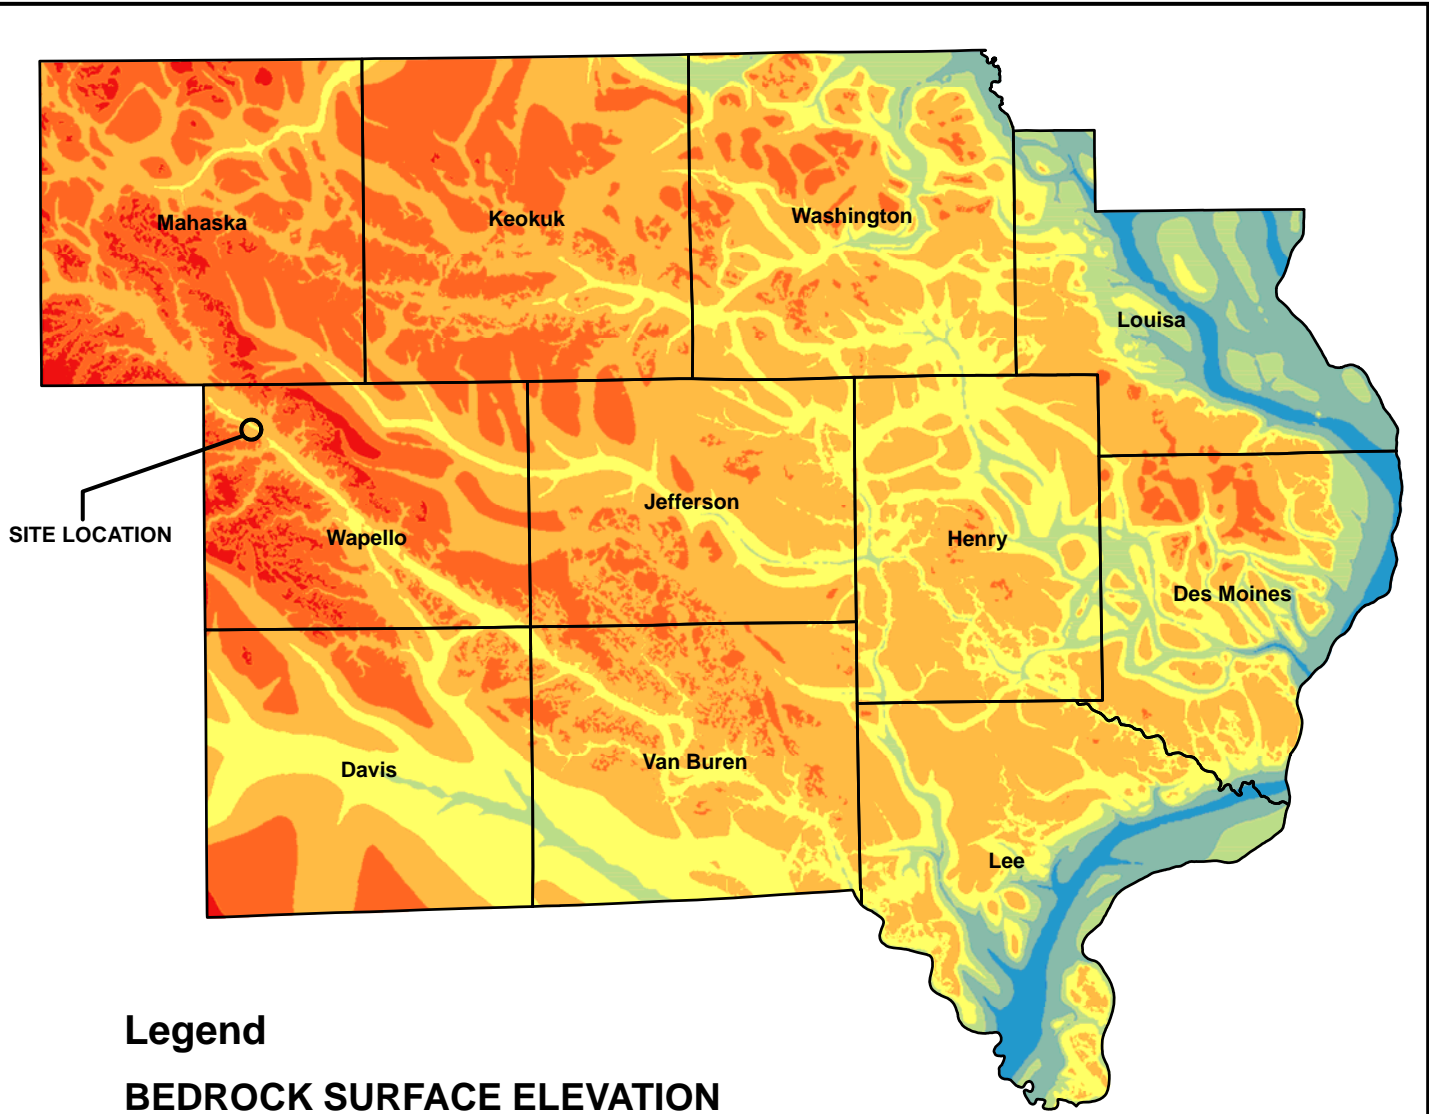 Mahaska
Keokuk
Washington
Louisa
SITE LOCATION
Wapello
Jefferson
Henry
Des Moines
Davis
Van Buren
Lee
Legend
BEDROCK SURFACE ELEVATION